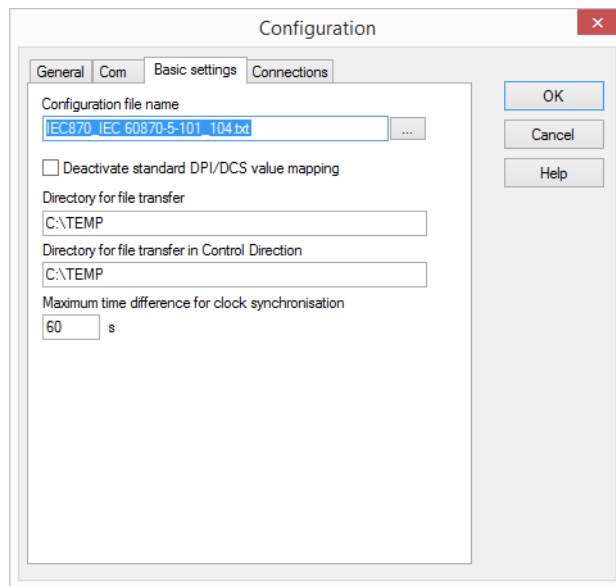 Configuration
General Com Basic settings Connections
Configuration file name
IEC870_IEC 60870-5-101_104.txt
...
Deactivate standard DPI/DCS value mapping
Directory for file transfer
C:\TEMP
Directory for file transfer in Control Direction
C:\TEMP
Maximum time difference for clock synchronisation
60 s
OK
Cancel
Help